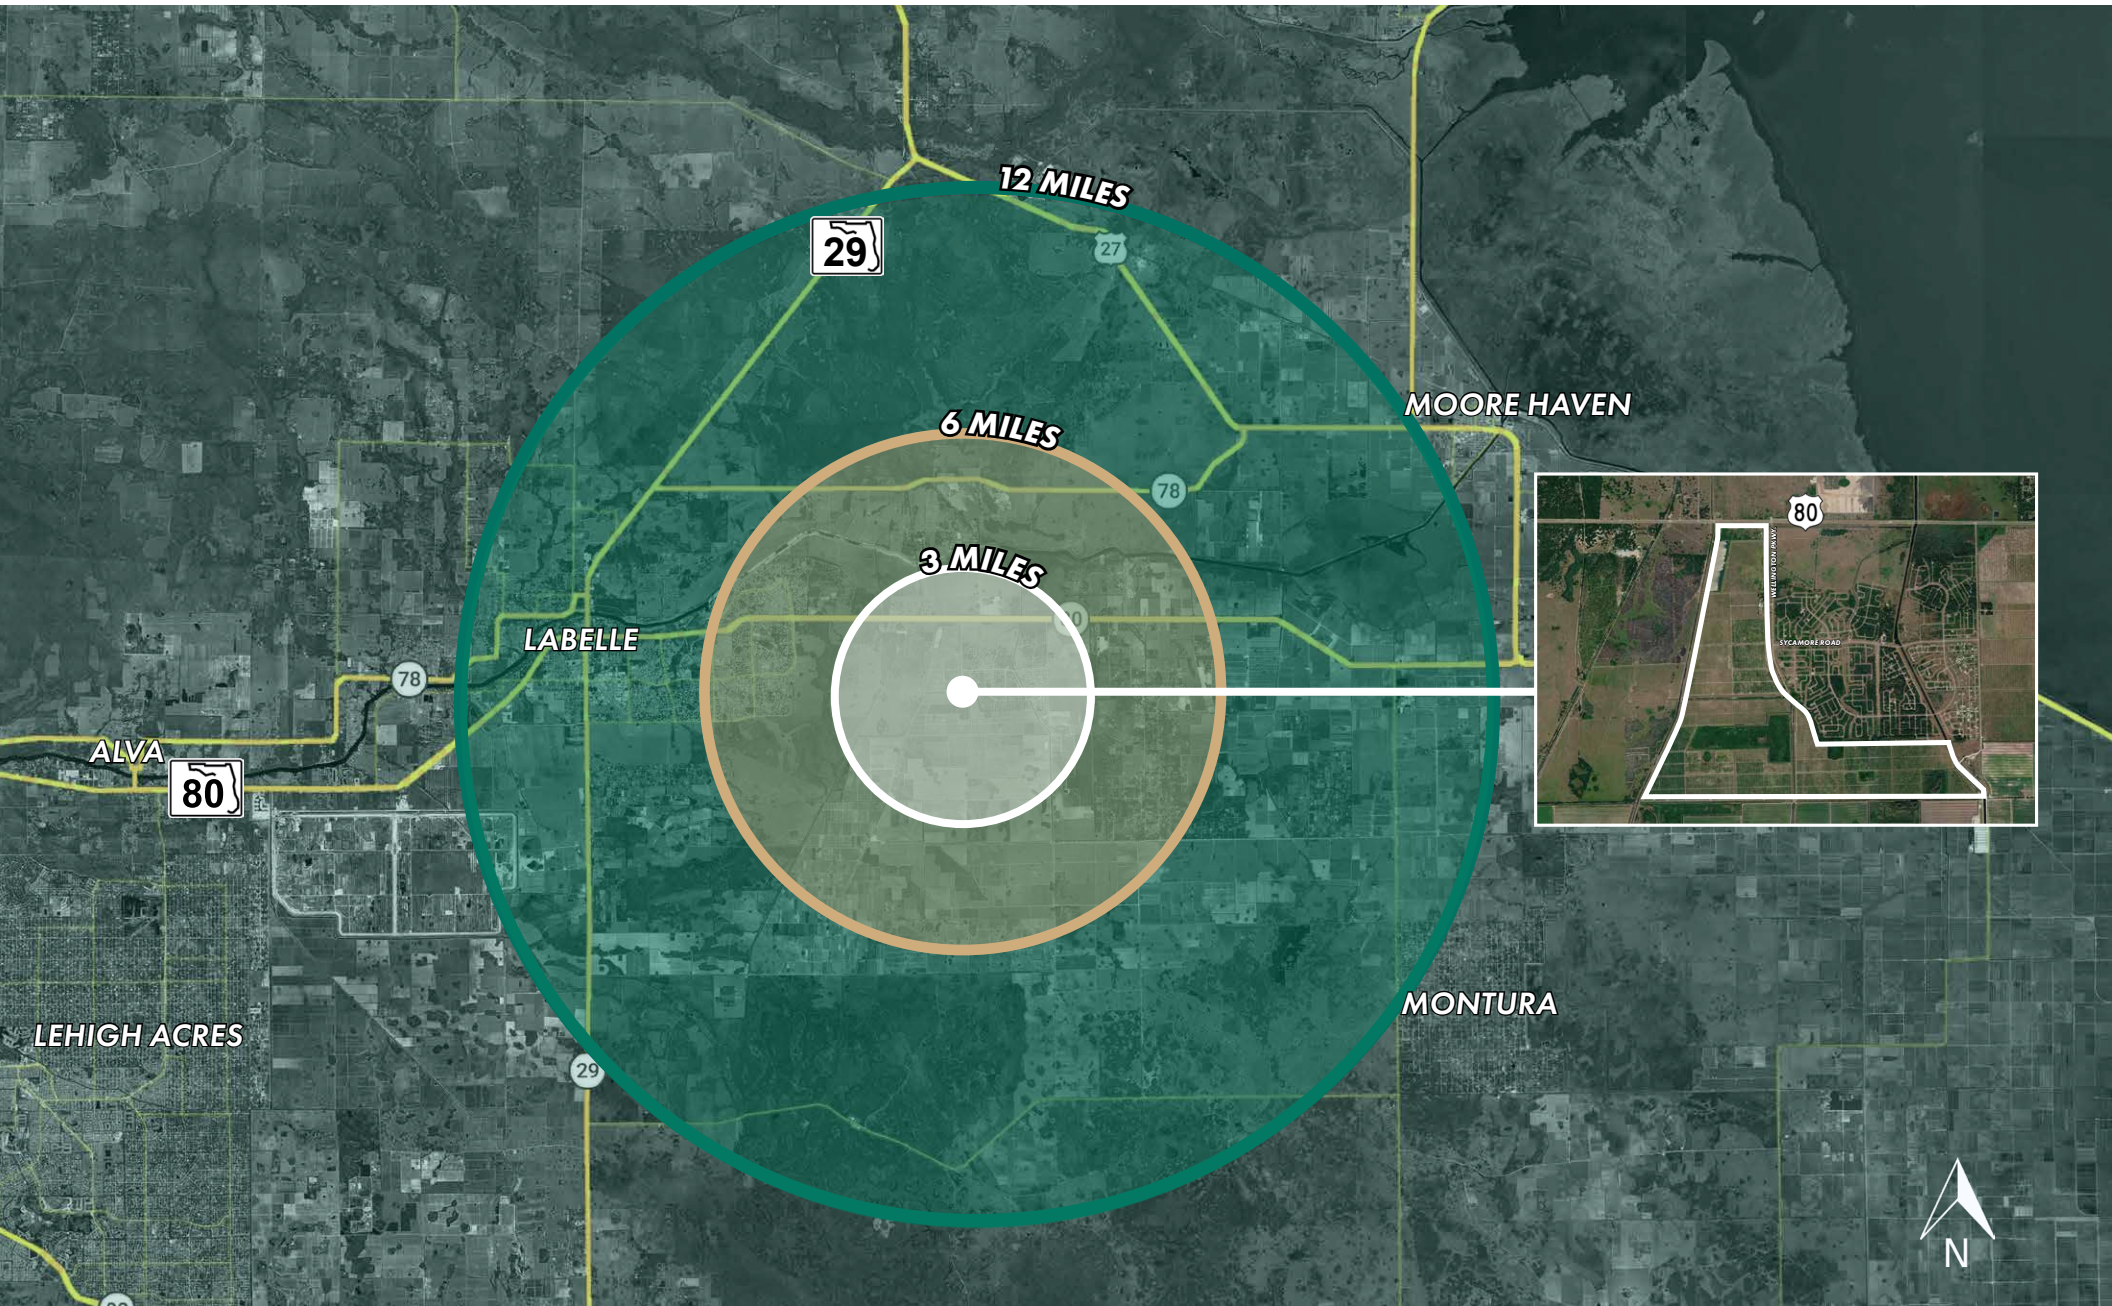 12 MILES
29
27
6 MILES
MOORE HAVEN
78
80
WELLINGTON PKWY.
3 MILES
LABELLE
SYCAMORE ROAD
78
ALVA
80
MONTURA
LEHIGH ACRES
29
N